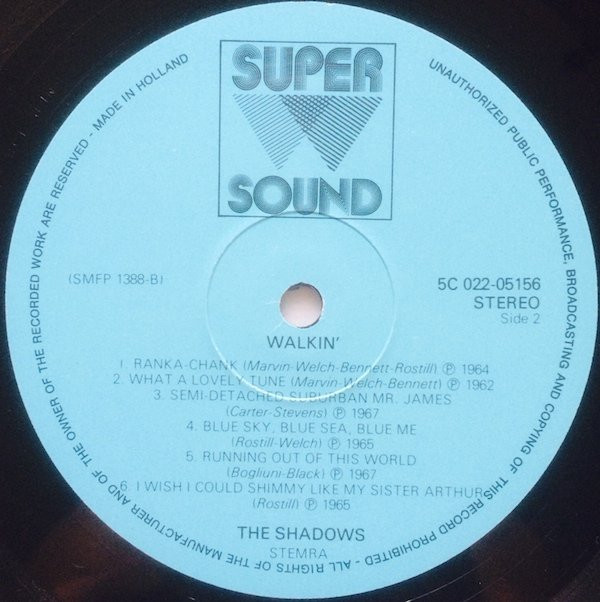 SUPER
SOUND
UNAUTHORIZED PUBLIC PERFORMANCE, BROADCASTING AND COPYING OF THIS RECORD PROHIBITED - ALL RIGHTS OF THE MANUFACTURER AND OF THE OWNER OF THE RECORDED WORK ARE RESERVED - MADE IN HOLLAND
(SMFP 1388-B)
5C 022-05156
STEREO
Side 2
WALKIN'
1. RANKA-CHANK (Marvin-Welch-Bennett-Rostill) ℗ 1964
2. WHAT A LOVELY TUNE (Marvin-Welch-Bennett) ℗ 1962
3. SEMI-DETACHED SUBURBAN MR. JAMES
(Carter-Stevens) ℗ 1967
4. BLUE SKY, BLUE SEA, BLUE ME
(Rostill-Welch) ℗ 1965
5. RUNNING OUT OF THIS WORLD
(Bogliuni-Black) ℗ 1967
6. I WISH I COULD SHIMMY LIKE MY SISTER ARTHUR
(Rostill) ℗ 1965
THE SHADOWS
STEMRA